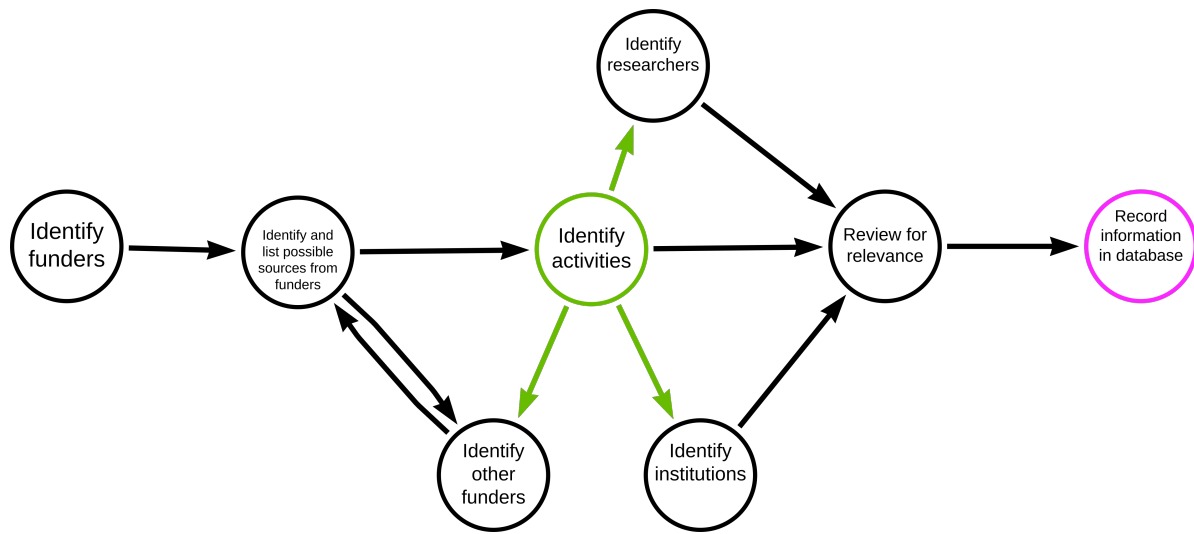 Identify
researchers
Identify
funders
Identify and
list possible
sources from
funders
Identify
activities
Review for
relevance
Record
information
in database
Identify
other
funders
Identify
institutions